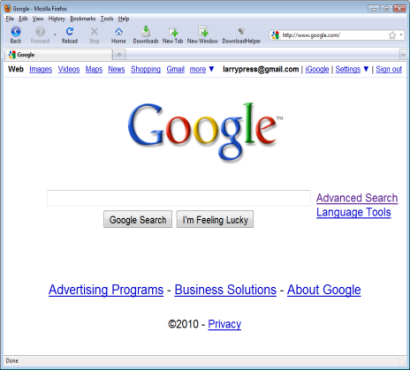 Google - Mozilla Firefox
File Edit View History Bookmarks Tools Help
Back Forward Reload Stop Home Downloads New Tab New Window DownloadHelper http://www.google.com/
Google
Web Images Videos Maps News Shopping Gmail more ▼ larrypress@gmail.com | iGoogle | Settings ▼ | Sign out
Google™
Advanced Search
Language Tools
Google Search I'm Feeling Lucky
Advertising Programs - Business Solutions - About Google
©2010 - Privacy
Done